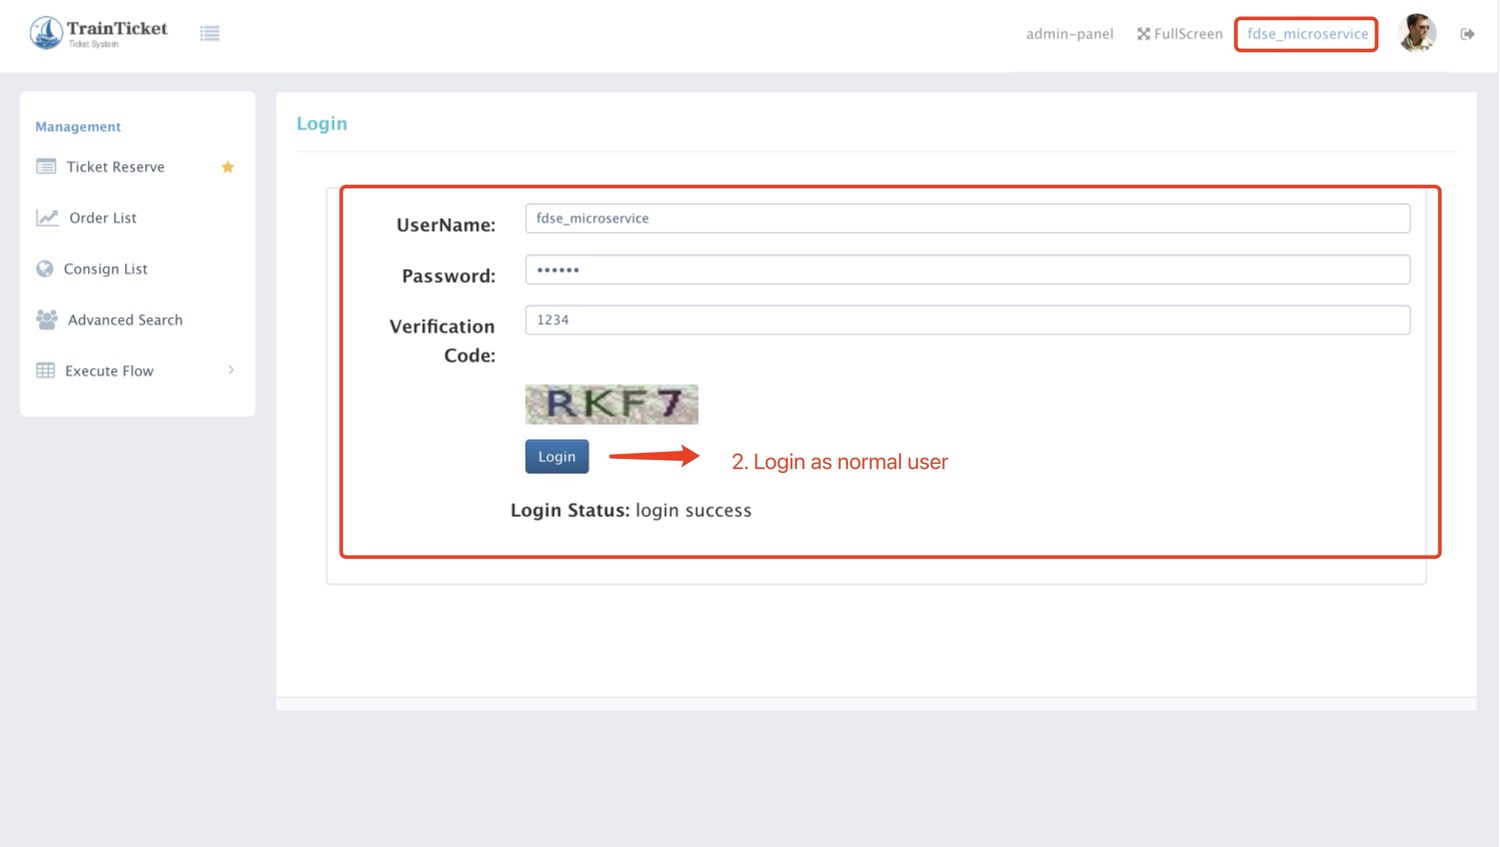 TrainTicket
Ticket System
admin-panel
FullScreen
fdse_microservice
Management
Ticket Reserve
Order List
Consign List
Advanced Search
Execute Flow
Login
UserName:
fdse_microservice
Password:
••••••
Verification
Code:
1234
RKF7
Login
2. Login as normal user
Login Status: login success